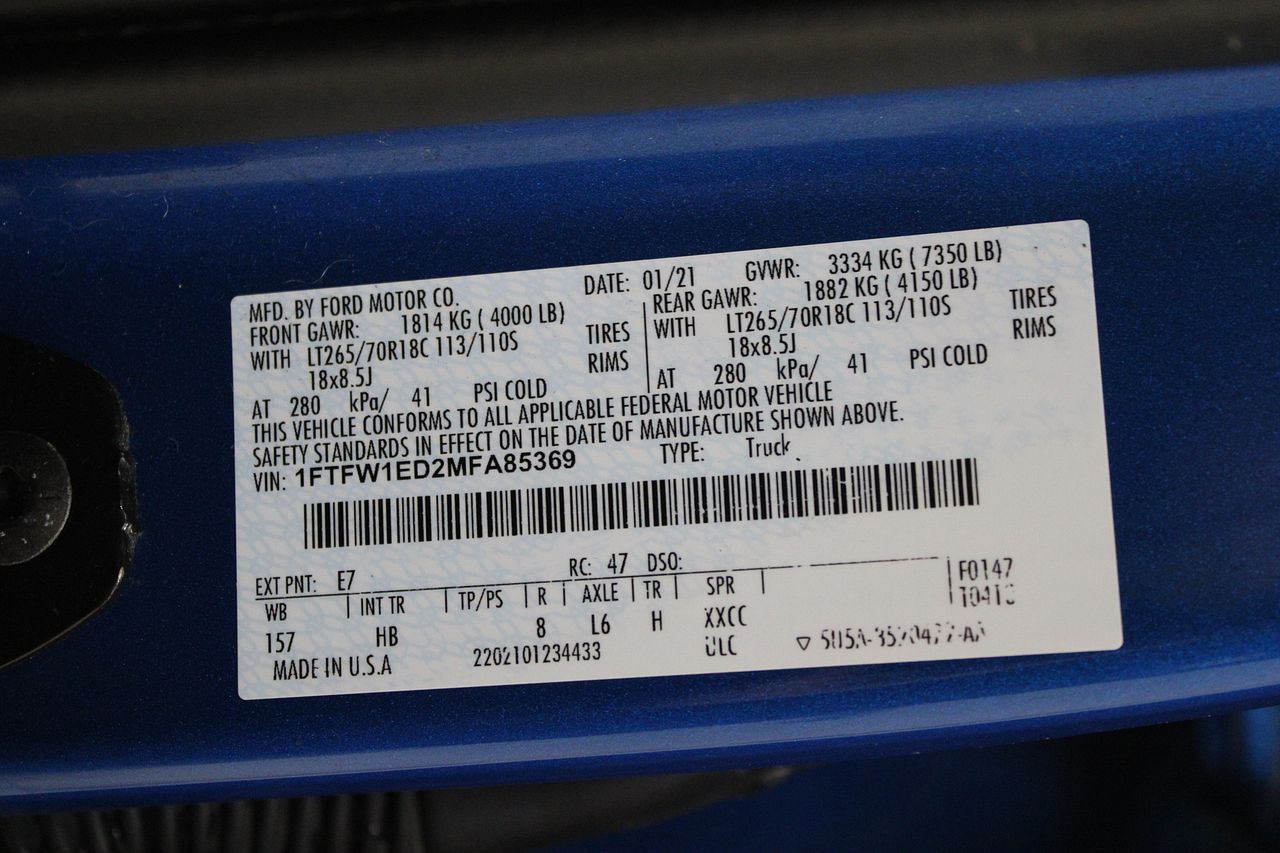 MFD. BY FORD MOTOR CO. DATE: 01/21 GVWR: 3334 KG ( 7350 LB)
FRONT GAWR: 1814 KG ( 4000 LB) REAR GAWR: 1882 KG ( 4150 LB)
WITH LT265/70R18C 113/110S TIRES WITH LT265/70R18C 113/110S TIRES
18x8.5J RIMS 18x8.5J RIMS
AT 280 kPa/ 41 PSI COLD AT 280 kPa/ 41 PSI COLD
THIS VEHICLE CONFORMS TO ALL APPLICABLE FEDERAL MOTOR VEHICLE
SAFETY STANDARDS IN EFFECT ON THE DATE OF MANUFACTURE SHOWN ABOVE.
VIN: 1FTFW1ED2MFA85369 TYPE: Truck
EXT PNT: E7 RC: 47 DSO:
WB INT TR TP/PS R AXLE TR SPR F0147
157 HB 8 L6 H XXCC
MADE IN U.S.A 2202101234433 ULC